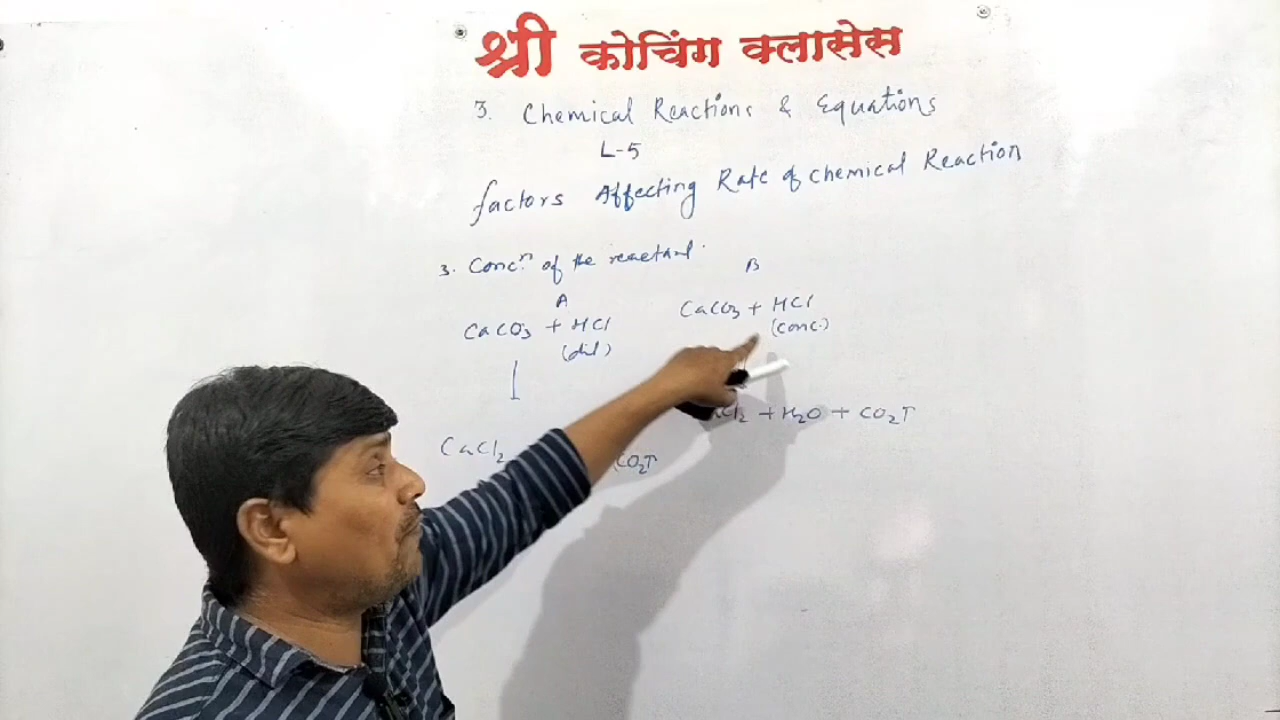 श्री कोचिंग क्लासेस
3. Chemical Reactions & Equations
L-5
factors Affecting Rate of chemical Reaction
3. Concⁿ. of the reactant.
A
B
CaCO₃ + HCl
(dil)
CaCO₃ + HCl
(conc.)
CaCl₂
CO₂↑
Cl₂ + H₂O + CO₂↑